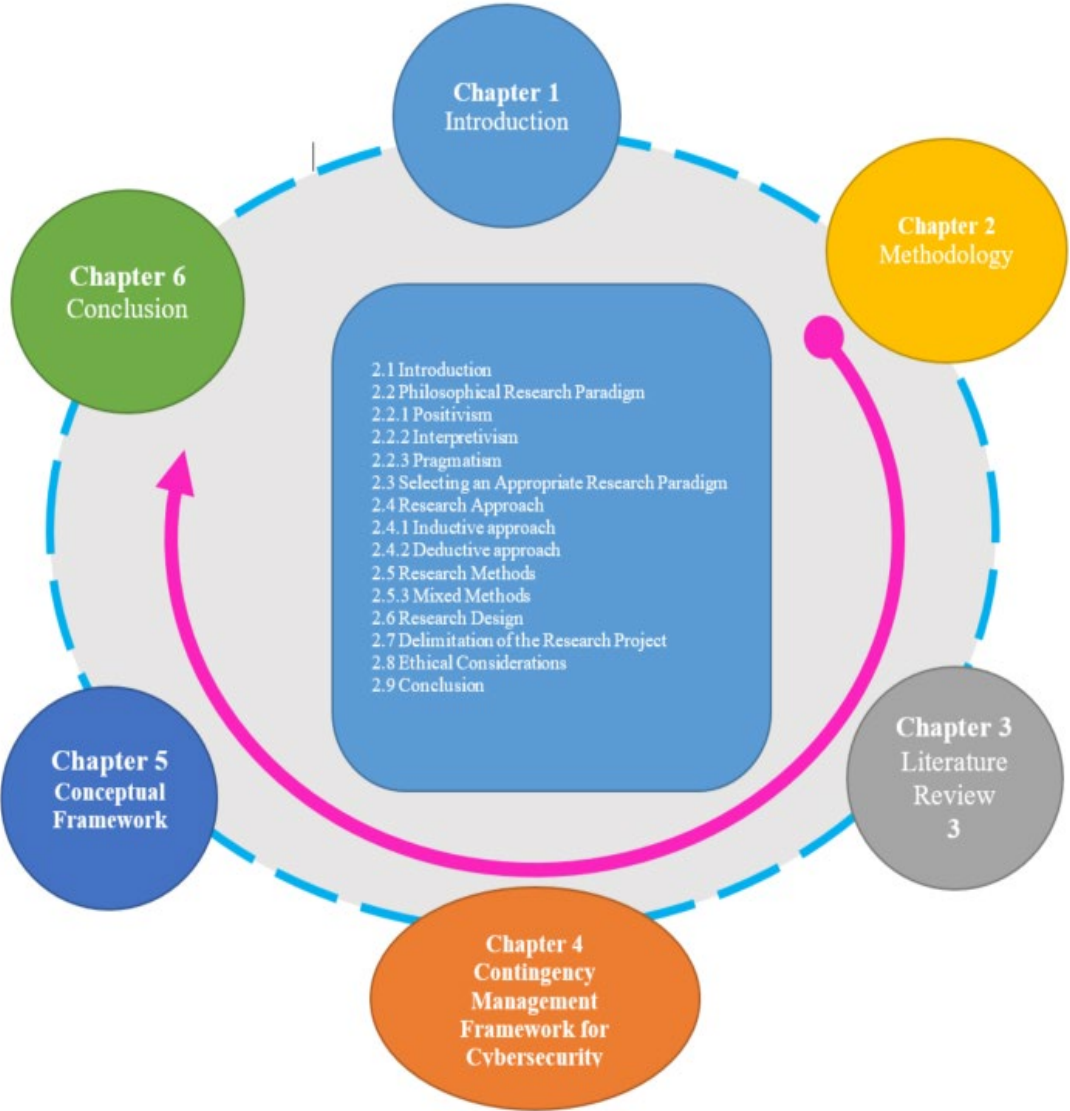 Chapter 1
Introduction
Chapter 2
Methodology
Chapter 6
Conclusion
2.1 Introduction
2.2 Philosophical Research Paradigm
2.2.1 Positivism
2.2.2 Interpretivism
2.2.3 Pragmatism
2.3 Selecting an Appropriate Research Paradigm
2.4 Research Approach
2.4.1 Inductive approach
2.4.2 Deductive approach
2.5 Research Methods
2.5.3 Mixed Methods
2.6 Research Design
2.7 Delimitation of the Research Project
2.8 Ethical Considerations
2.9 Conclusion
Chapter 3
Literature
Review
3
Chapter 5
Conceptual
Framework
Chapter 4
Contingency
Management
Framework for
Cybersecurity